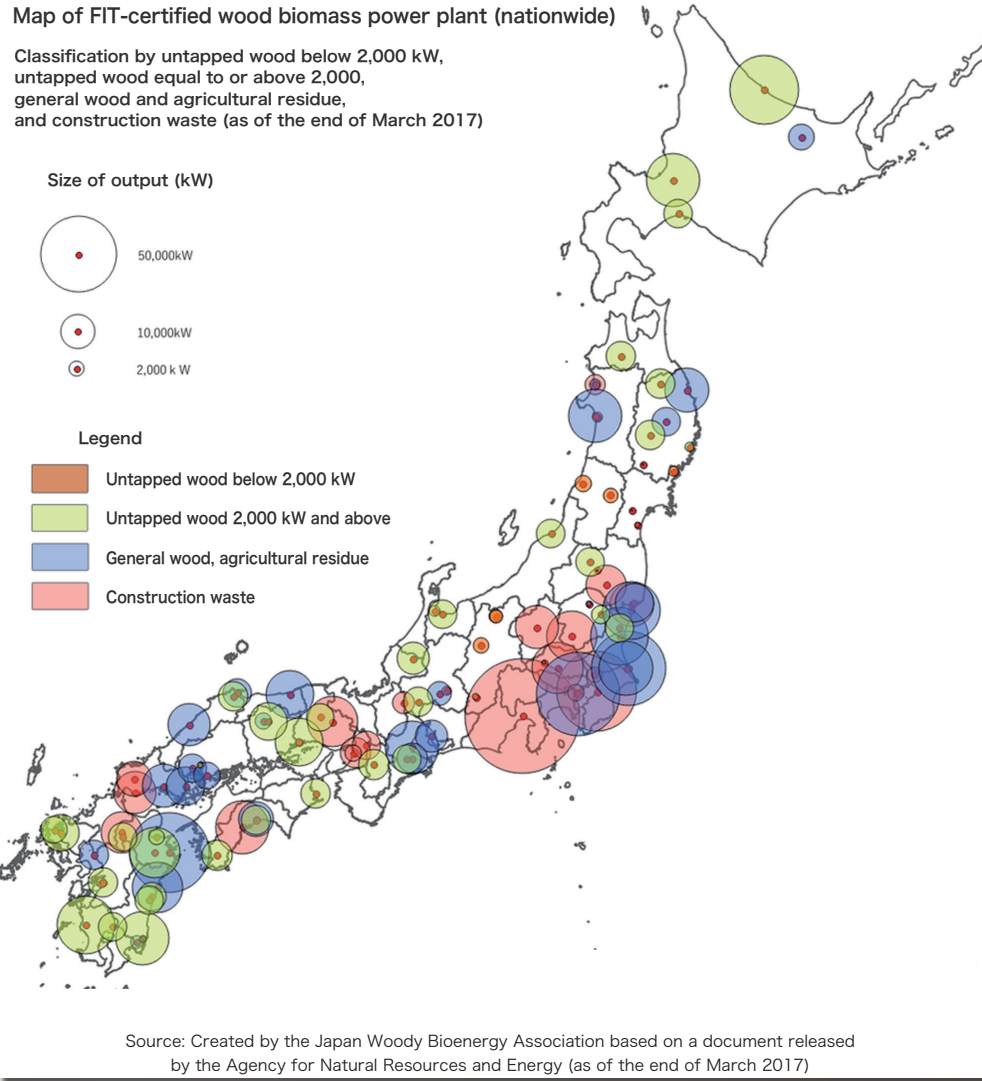 Map of FIT-certified wood biomass power plant (nationwide)
Classification by untapped wood below 2,000 kW,
untapped wood equal to or above 2,000,
general wood and agricultural residue,
and construction waste (as of the end of March 2017)
Size of output (kW)
50,000kW
10,000kW
2,000 k W
Legend
Untapped wood below 2,000 kW
Untapped wood 2,000 kW and above
General wood, agricultural residue
Construction waste
Source: Created by the Japan Woody Bioenergy Association based on a document released
by the Agency for Natural Resources and Energy (as of the end of March 2017)